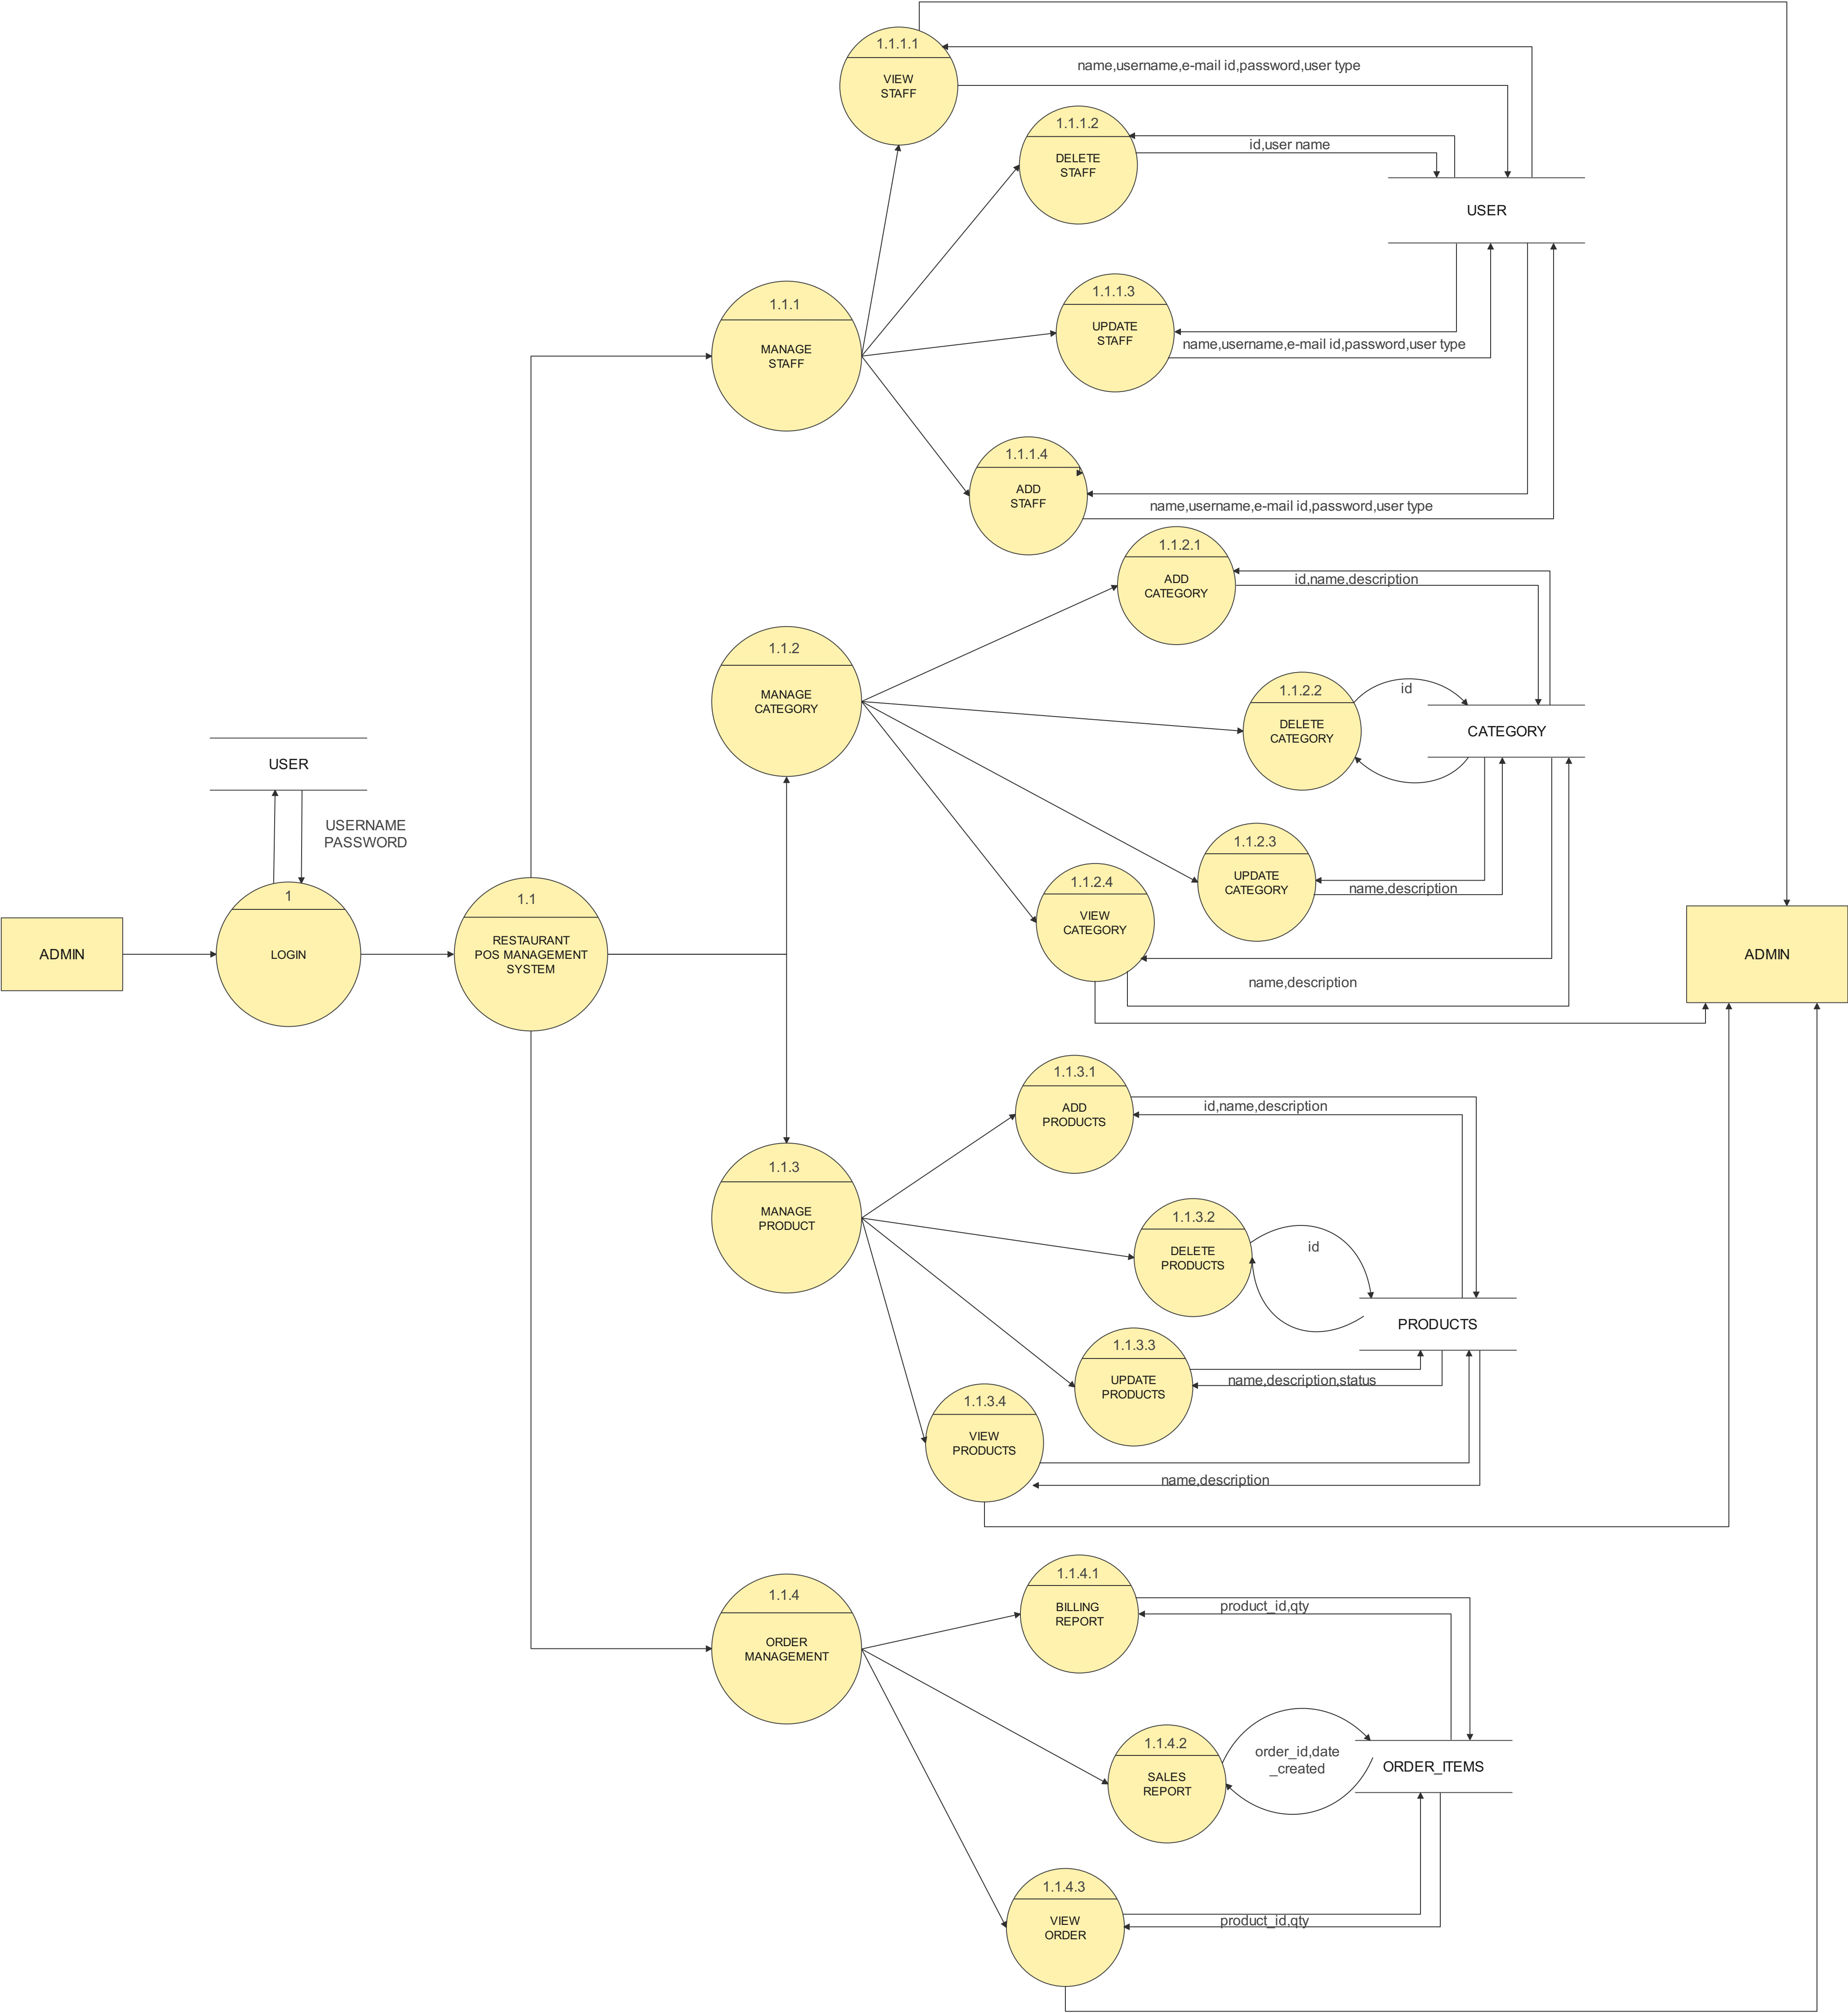 1.1.1.1
VIEW
STAFF
name,username,e-mail id,password,user type
1.1.1.2
DELETE
STAFF
id,user name
USER
1.1.1
MANAGE
STAFF
1.1.1.3
UPDATE
STAFF
name,username,e-mail id,password,user type
1.1.1.4
ADD
STAFF
name,username,e-mail id,password,user type
1.1.2.1
ADD
CATEGORY
id,name,description
1.1.2
MANAGE
CATEGORY
1.1.2.2
DELETE
CATEGORY
id
CATEGORY
1.1.2.3
UPDATE
CATEGORY
name,description
1.1.2.4
VIEW
CATEGORY
name,description
USER
USERNAME
PASSWORD
ADMIN
1
LOGIN
1.1
RESTAURANT
POS MANAGEMENT
SYSTEM
ADMIN
1.1.3.1
ADD
PRODUCTS
id,name,description
1.1.3
MANAGE
PRODUCT
1.1.3.2
DELETE
PRODUCTS
id
PRODUCTS
1.1.3.3
UPDATE
PRODUCTS
name,description,status
1.1.3.4
VIEW
PRODUCTS
name,description
1.1.4.1
BILLING
REPORT
product_id,qty
1.1.4
ORDER
MANAGEMENT
1.1.4.2
SALES
REPORT
order_id,date
_created
ORDER_ITEMS
1.1.4.3
VIEW
ORDER
product_id,qty